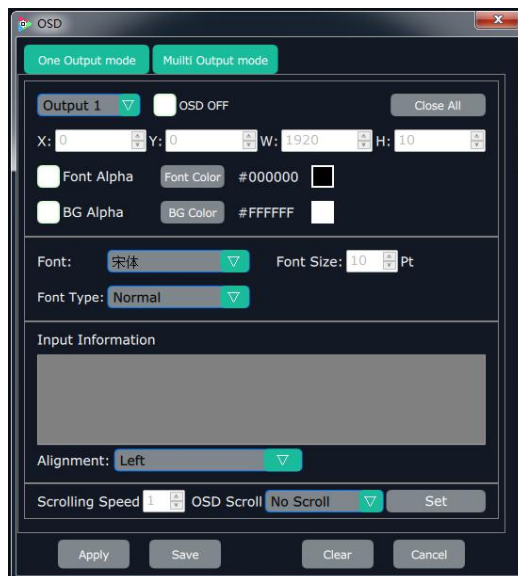 OSD
x
One Output mode Muilti Output mode
Output 1 OSD OFF Close All
X: 0 Y: 0 W: 1920 H: 10
Font Alpha Font Color #000000
BG Alpha BG Color #FFFFFF
Font: 宋体 Font Size: 10 Pt
Font Type: Normal
Input Information
Alignment: Left
Scrolling Speed 1 OSD Scroll No Scroll Set
Apply Save Clear Cancel